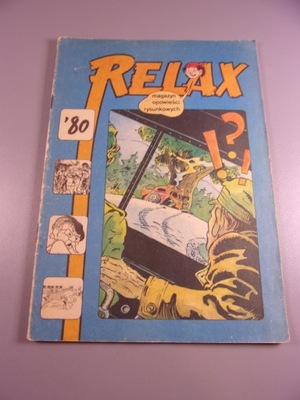 RELAX
magazyn
opowieści
rysunkowych
'80
!?!